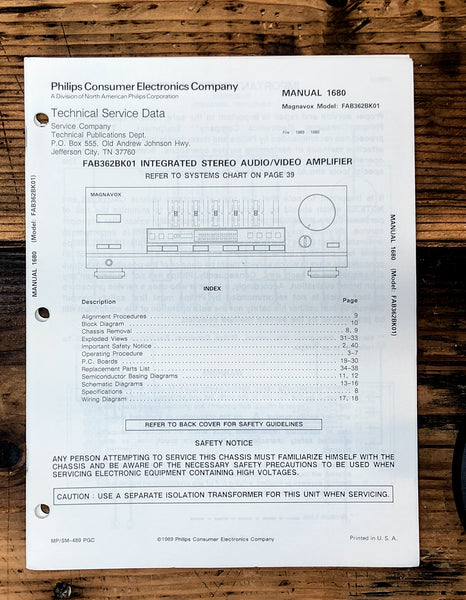 Philips Consumer Electronics Company
A Division of North American Philips Corporation
MANUAL 1680
Magnavox Model: FAB362BK01
Technical Service Data
Service Company
Technical Publications Dept.
P.O. Box 555, Old Andrew Johnson Hwy.
Jefferson City, TN 37760
File 1983 1680
FAB362BK01 INTEGRATED STEREO AUDIO/VIDEO AMPLIFIER
REFER TO SYSTEMS CHART ON PAGE 39
MAGNAVOX
MANUAL 1680 (Model: FAB362BK01)
MANUAL 1680 (Model: FAB362BK01)
INDEX
Description Page
Alignment Procedures 9
Block Diagram 10
Chassis Removal 8, 9
Exploded Views 31-33
Important Safety Notice 2, 40
Operating Procedure 3-7
P.C. Boards 19-30
Replacement Parts List 34-38
Semiconductor Basing Diagrams 11, 12
Schematic Diagrams 13-16
Specifications 8
Wiring Diagram 17, 18
REFER TO BACK COVER FOR SAFETY GUIDELINES
SAFETY NOTICE
ANY PERSON ATTEMPTING TO SERVICE THIS CHASSIS MUST FAMILIARIZE HIMSELF WITH THE
CHASSIS AND BE AWARE OF THE NECESSARY SAFETY PRECAUTIONS TO BE USED WHEN
SERVICING ELECTRONIC EQUIPMENT CONTAINING HIGH VOLTAGES.
CAUTION : USE A SEPARATE ISOLATION TRANSFORMER FOR THIS UNIT WHEN SERVICING.
MP/SM-489 PGC
©1989 Philips Consumer Electronics Company
Printed in U. S. A.